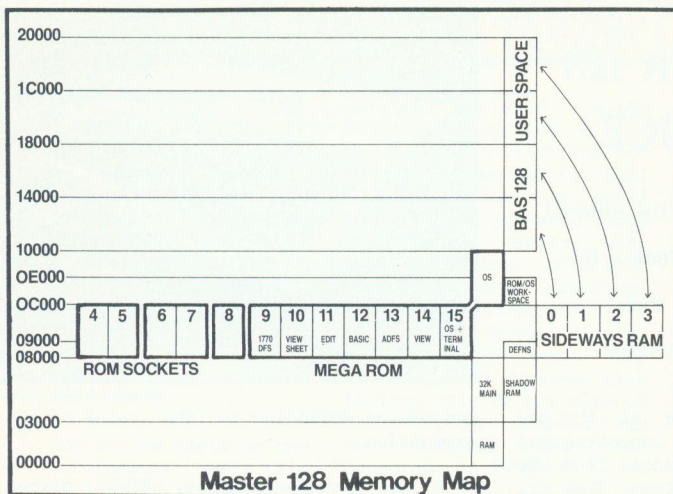 20000
1C000
18000
14000
10000
0E000
0C000
09000
08000
03000
00000
USER SPACE
BAS 128
OS
ROM/OS
WORK-
SPACE
4 5 6 7 8 9 10 11 12 13 14 15
1770
DFS
VIEW
SHEET
EDIT
BASIC
ADFS
VIEW
OS +
TERM
INAL
0 1 2 3
SIDEWAYS RAM
DEFNS
ROM SOCKETS
MEGA ROM
32K
MAIN
RAM
SHADOW
RAM
Master 128 Memory Map